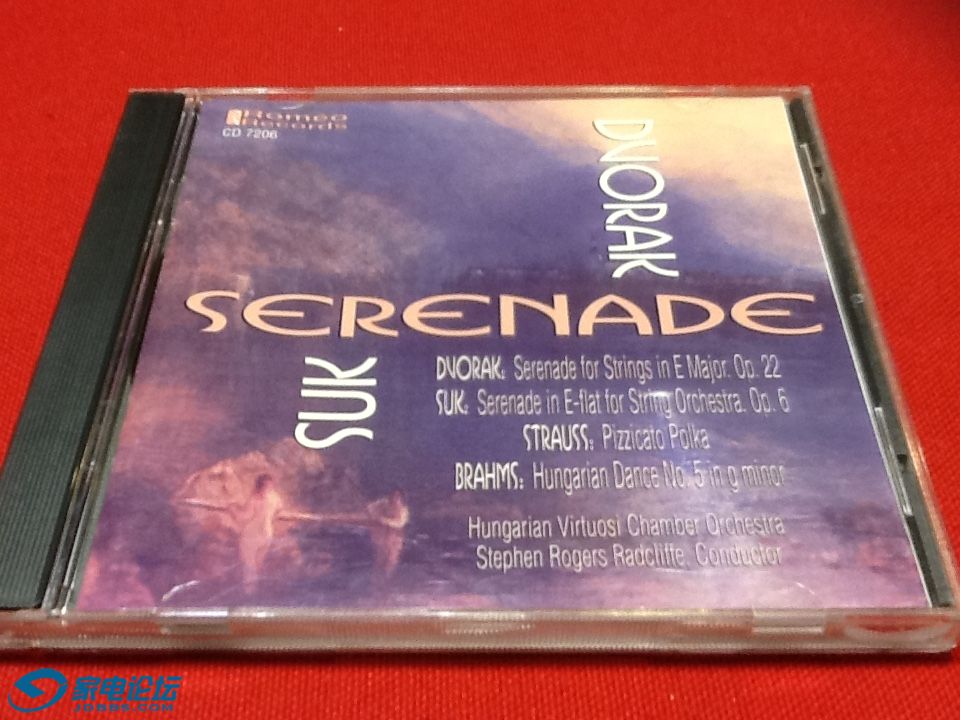 Romeo
Records
CD 7206
DVORAK
SERENADE
SUK
DVORAK: Serenade for Strings in E Major, Op. 22
SUK: Serenade in E-flat for String Orchestra, Op. 6
STRAUSS: Pizzicato Polka
BRAHMS: Hungarian Dance No. 5 in g minor
Hungarian Virtuosi Chamber Orchestra
Stephen Rogers Radcliffe, Conductor
家电论坛
JDBBS.COM